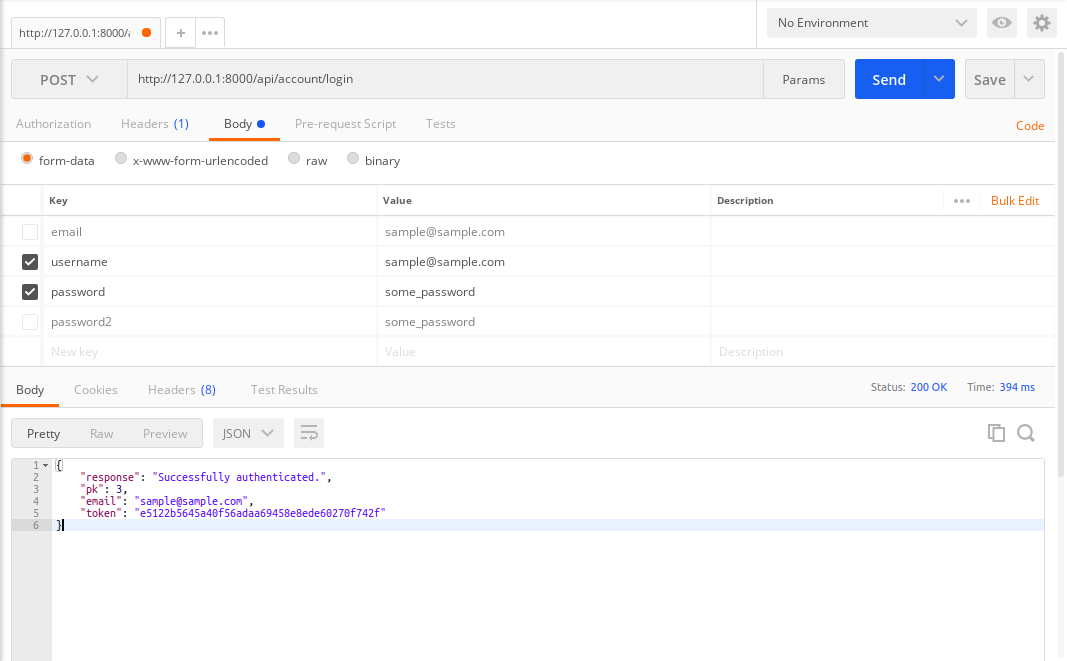 http://127.0.0.1:8000/a
+
No Environment
POST http://127.0.0.1:8000/api/account/login Params Send Save
Authorization Headers (1) Body Pre-request Script Tests Code
form-data x-www-form-urlencoded raw binary
Key Value Description Bulk Edit
email sample@sample.com
username sample@sample.com
password some_password
password2 some_password
New key Value Description
Body Cookies Headers (8) Test Results Status: 200 OK Time: 394 ms
Pretty Raw Preview JSON
1 {
2 "response": "Successfully authenticated.",
3 "pk": 3,
4 "email": "sample@sample.com",
5 "token": "e5122b5645a40f56adaa69458e8ede60270f742f"
6 }